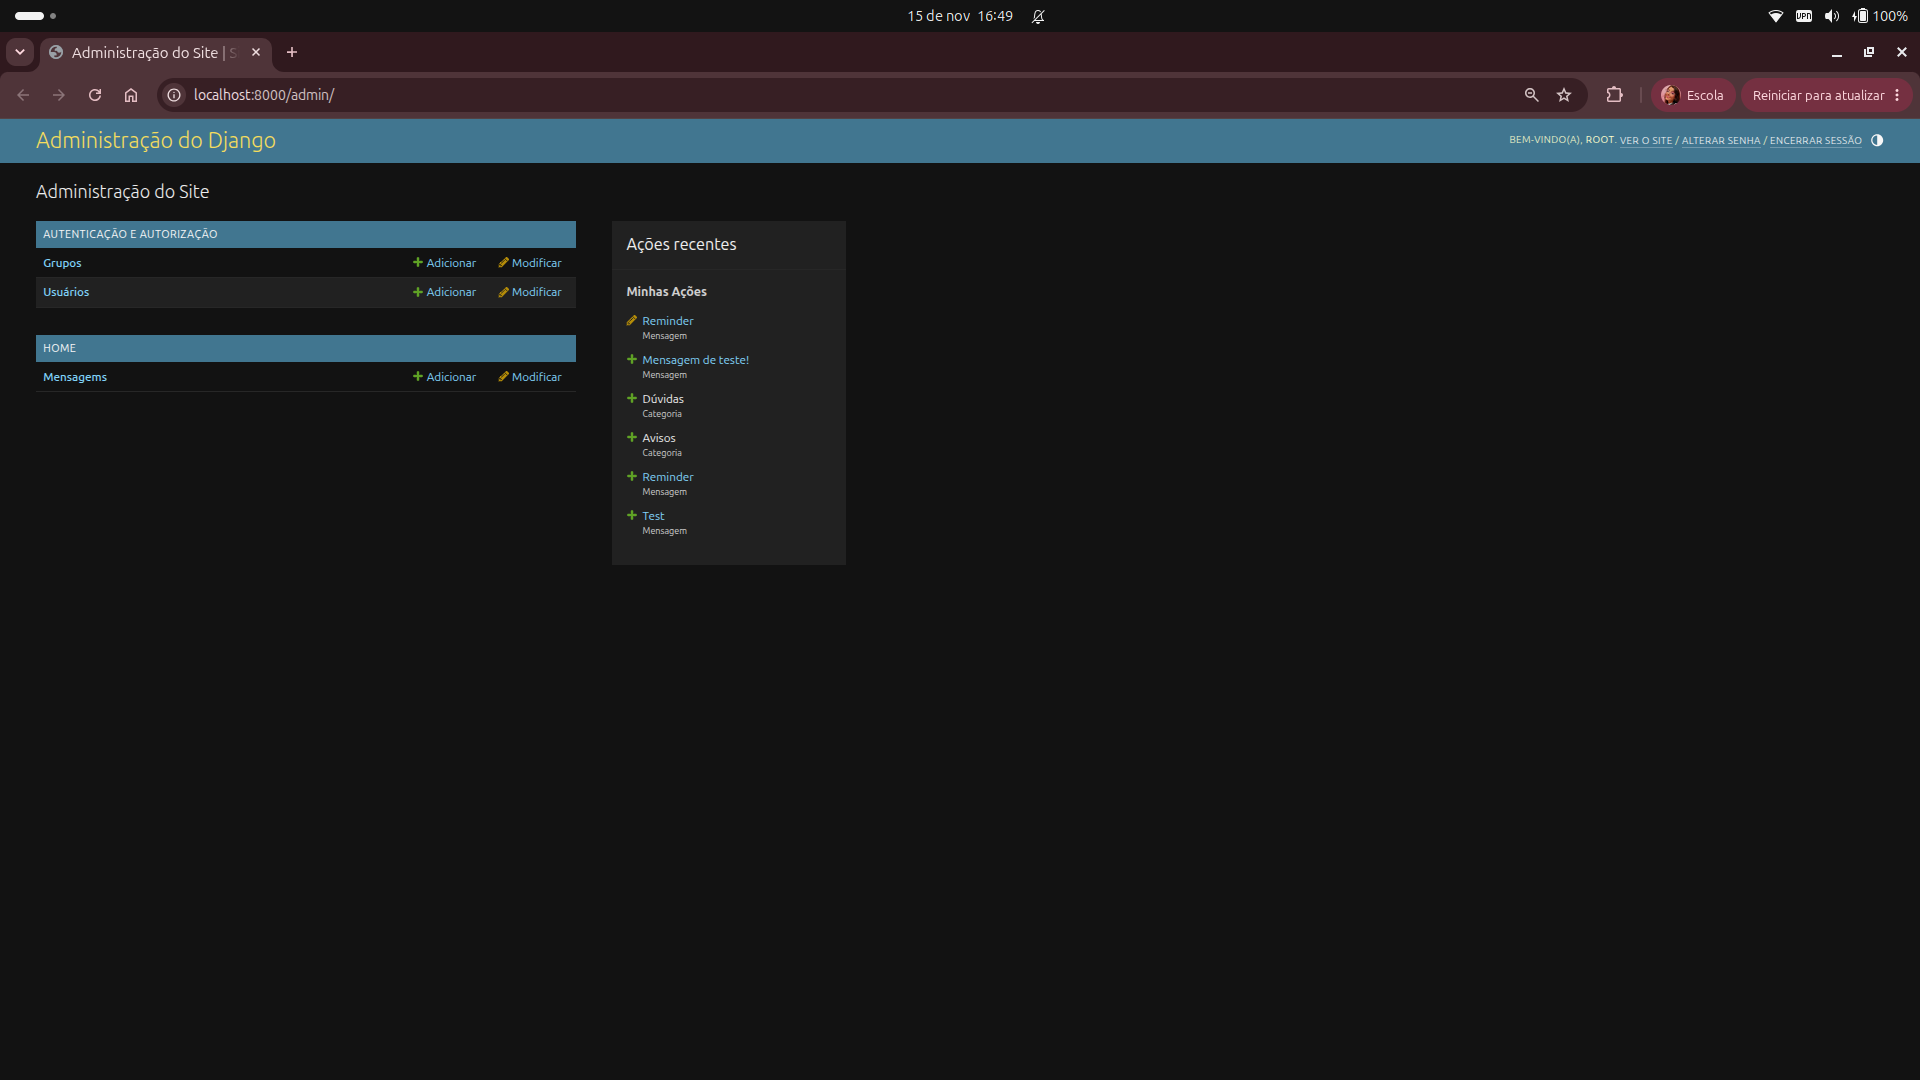 15 de nov 16:49
VPN
100%
Administração do Site | S
localhost:8000/admin/
Escola
Reiniciar para atualizar
Administração do Django
BEM-VINDO(A), ROOT. VER O SITE / ALTERAR SENHA / ENCERRAR SESSÃO
Administração do Site
AUTENTICAÇÃO E AUTORIZAÇÃO
Grupos Adicionar Modificar
Usuários Adicionar Modificar
HOME
Mensagems Adicionar Modificar
Ações recentes
Minhas Ações
Reminder
Mensagem
Mensagem de teste!
Mensagem
Dúvidas
Categoria
Avisos
Categoria
Reminder
Mensagem
Test
Mensagem